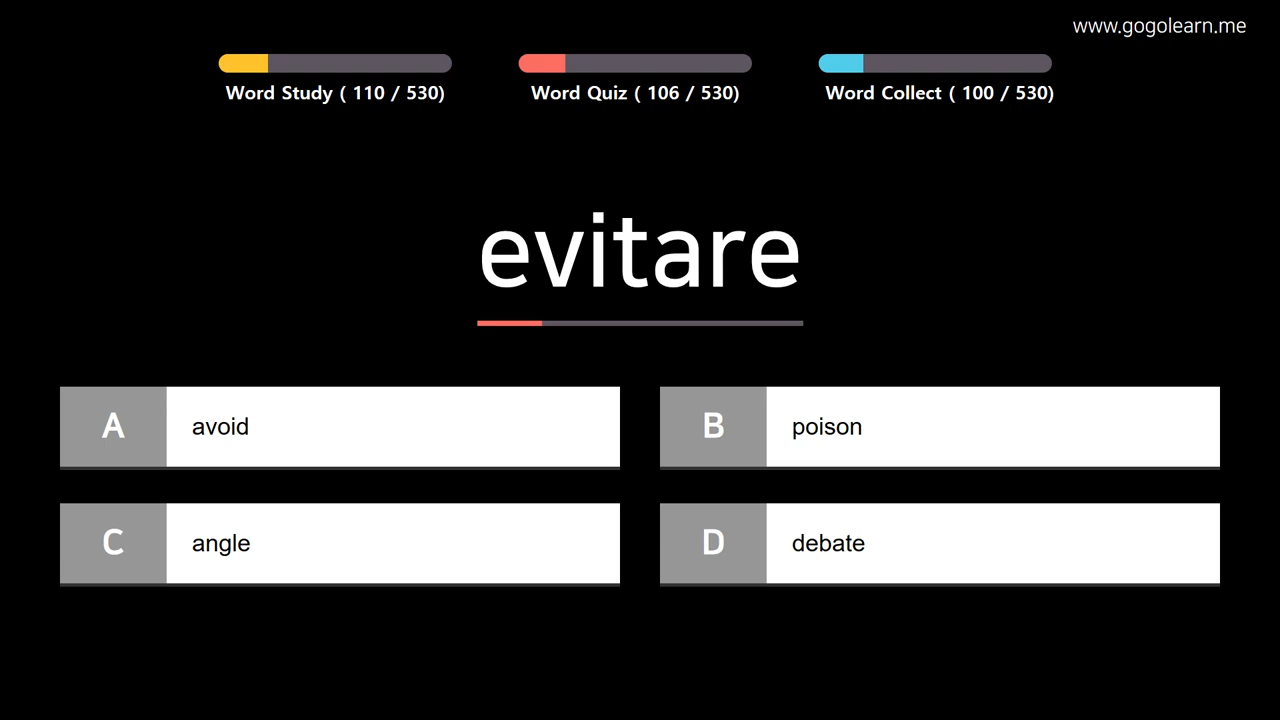 www.gogolearn.me
Word Study ( 110 / 530)
Word Quiz ( 106 / 530)
Word Collect ( 100 / 530)
evitare
A avoid
B poison
C angle
D debate